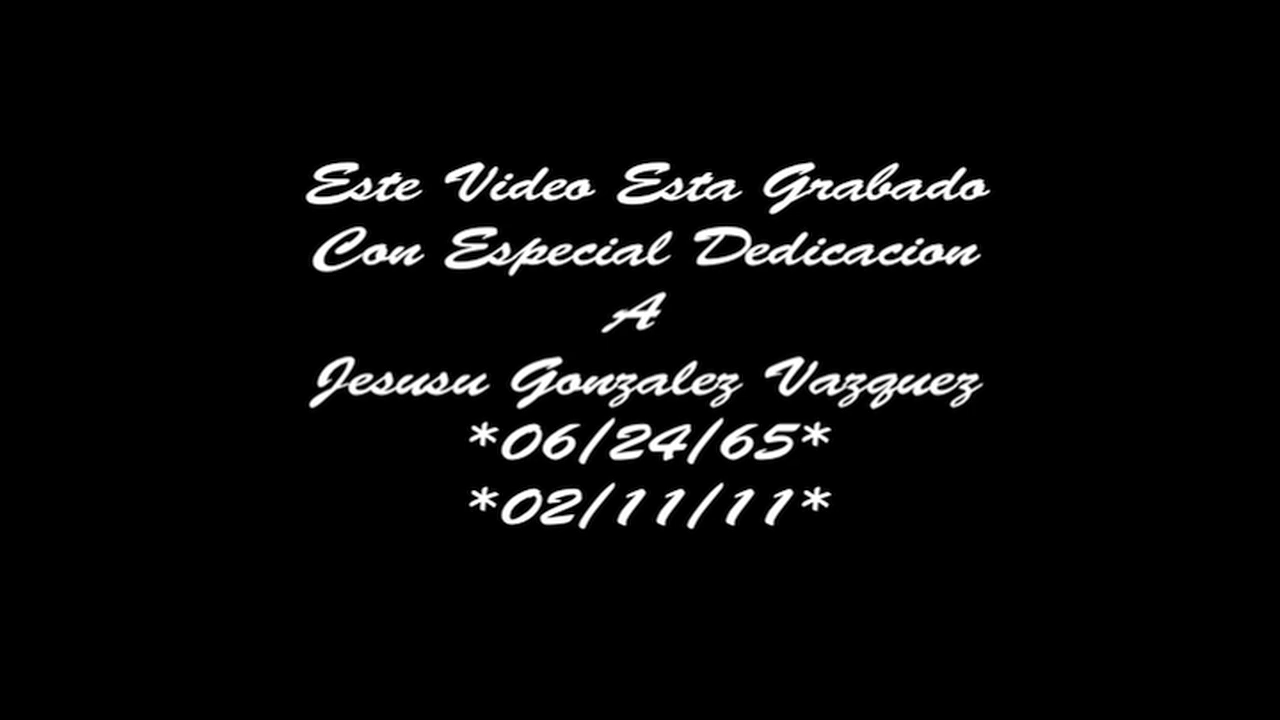 Este Video Esta Grabado
Con Especial Dedicacion
A
Jesusu Gonzalez Vazquez
*06/24/65*
*02/11/11*